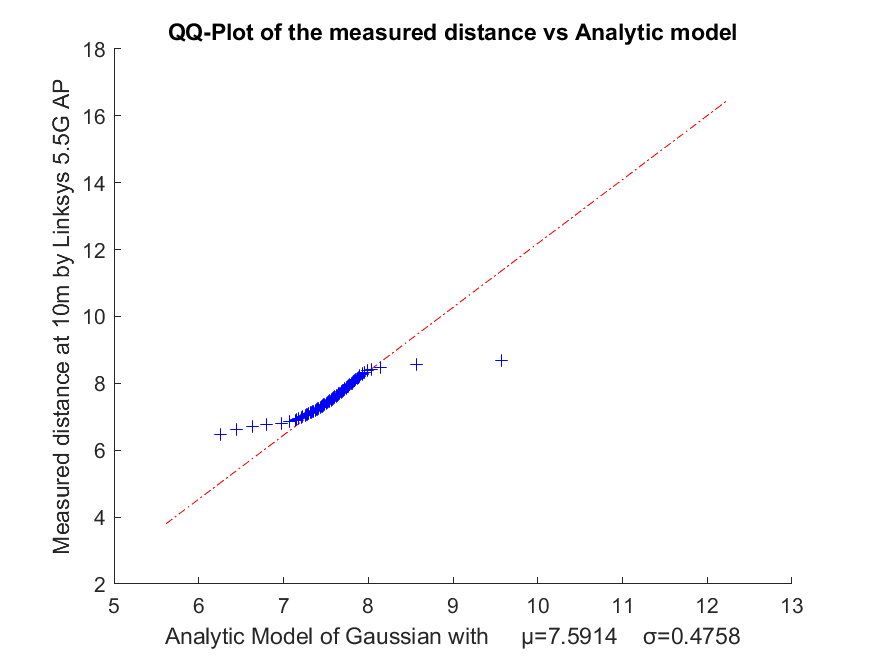 QQ-Plot of the measured distance vs Analytic model
Measured distance at 10m by Linksys 5.5G AP
18
16
14
12
10
8
6
4
2
5 6 7 8 9 10 11 12 13
Analytic Model of Gaussian with μ=7.5914 σ=0.4758